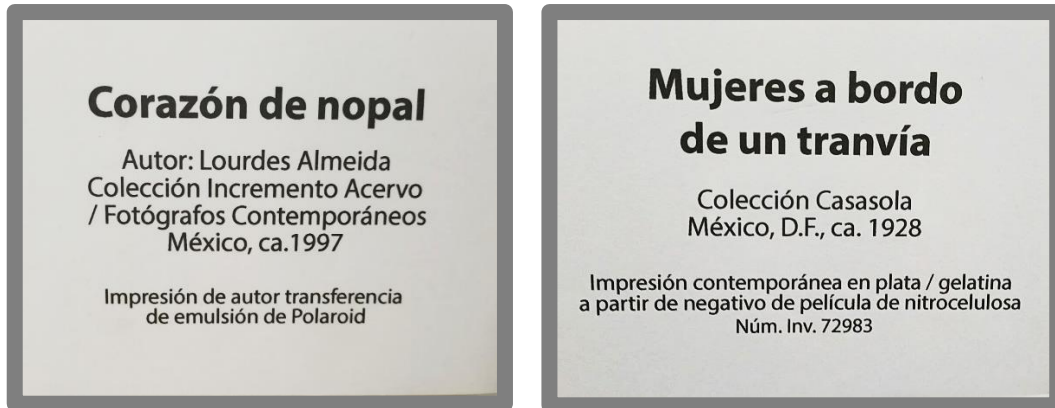 Corazón de nopal
Autor: Lourdes Almeida
Colección Incremento Acervo
/ Fotógrafos Contemporáneos
México, ca.1997
Impresión de autor transferencia
de emulsión de Polaroid
Mujeres a bordo
de un tranvía
Colección Casasola
México, D.F., ca. 1928
Impresión contemporánea en plata / gelatina
a partir de negativo de película de nitrocelulosa
Núm. Inv. 72983